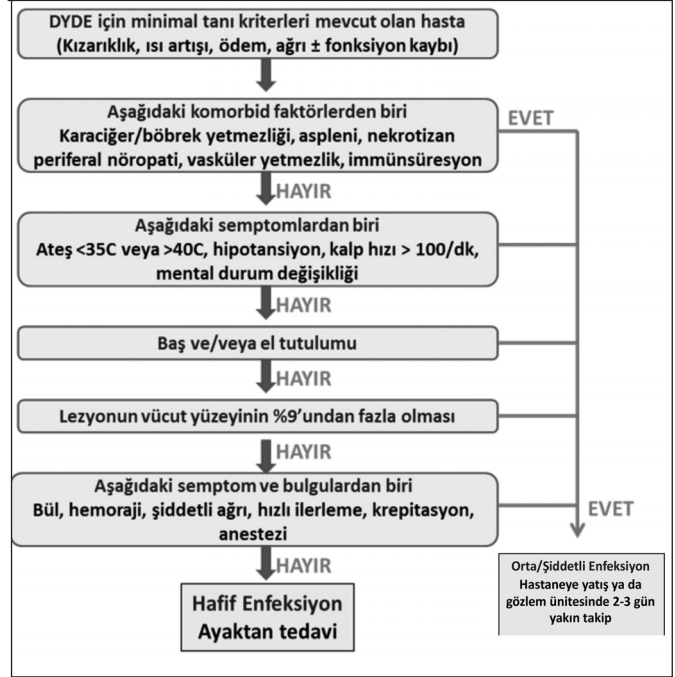 DYDE için minimal tanı kriterleri mevcut olan hasta
(Kızarıklık, ısı artışı, ödem, ağrı ± fonksiyon kaybı)
Aşağıdaki komorbid faktörlerden biri
Karaciğer/böbrek yetmezliği, aspleni, nekrotizan
periferal nöropati, vasküler yetmezlik, immünsüresyon
EVET
HAYIR
Aşağıdaki semptomlardan biri
Ateş <35C veya >40C, hipotansiyon, kalp hızı > 100/dk,
mental durum değişikliği
HAYIR
Baş ve/veya el tutulumu
HAYIR
Lezyonun vücut yüzeyinin %9'undan fazla olması
HAYIR
Aşağıdaki semptom ve bulgulardan biri
Bül, hemoraji, şiddetli ağrı, hızlı ilerleme, krepitasyon,
anestezi
EVET
HAYIR
Hafif Enfeksiyon
Ayaktan tedavi
Orta/Şiddetli Enfeksiyon
Hastaneye yatış ya da
gözlem ünitesinde 2-3 gün
yakın takip